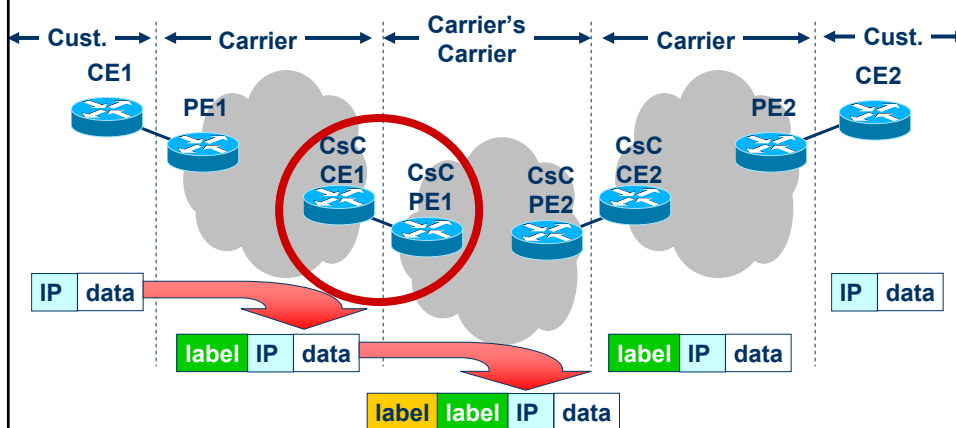 Cust.
Carrier
Carrier's
Carrier
Carrier
Cust.
CE1
PE1
CsC
CE1
CsC
PE1
CsC
PE2
CsC
CE2
PE2
CE2
IP data
label IP data
label label IP data
label IP data
IP data